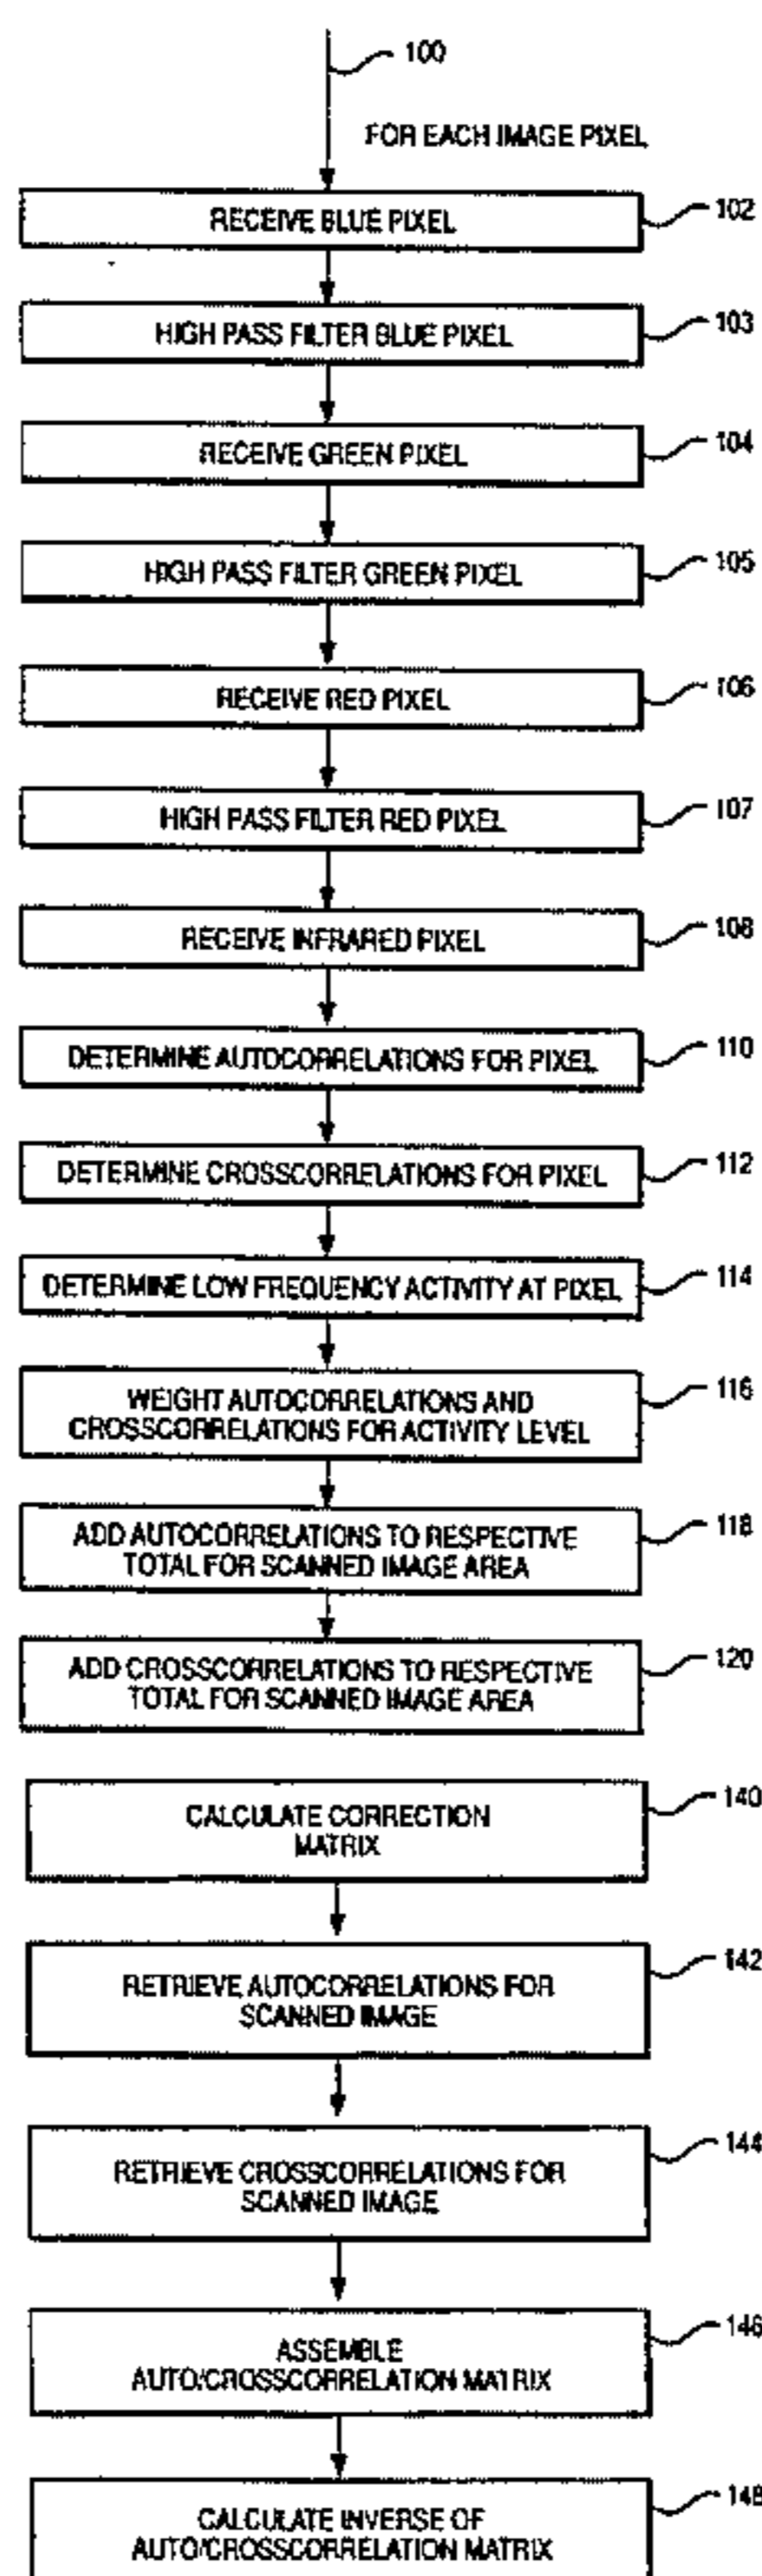 100
FOR EACH IMAGE PIXEL
RECEIVE BLUE PIXEL
102
HIGH PASS FILTER BLUE PIXEL
103
RECEIVE GREEN PIXEL
104
HIGH PASS FILTER GREEN PIXEL
105
RECEIVE RED PIXEL
106
HIGH PASS FILTER RED PIXEL
107
RECEIVE INFRARED PIXEL
108
DETERMINE AUTOCORRELATIONS FOR PIXEL
110
DETERMINE CROSSCORRELATIONS FOR PIXEL
112
DETERMINE LOW FREQUENCY ACTIVITY AT PIXEL
114
WEIGHT AUTOCORRELATIONS AND
CROSSCORRELATIONS FOR ACTIVITY LEVEL
116
ADD AUTOCORRELATIONS TO RESPECTIVE
TOTAL FOR SCANNED IMAGE AREA
118
ADD CROSSCORRELATIONS TO RESPECTIVE
TOTAL FOR SCANNED IMAGE AREA
120
CALCULATE CORRECTION
MATRIX
140
RETRIEVE AUTOCORRELATIONS FOR
SCANNED IMAGE
142
RETRIEVE CROSSCORRELATIONS FOR
SCANNED IMAGE
144
ASSEMBLE
AUTO/CROSSCORRELATION MATRIX
146
CALCULATE INVERSE OF
AUTO/CROSSCORRELATION MATRIX
148